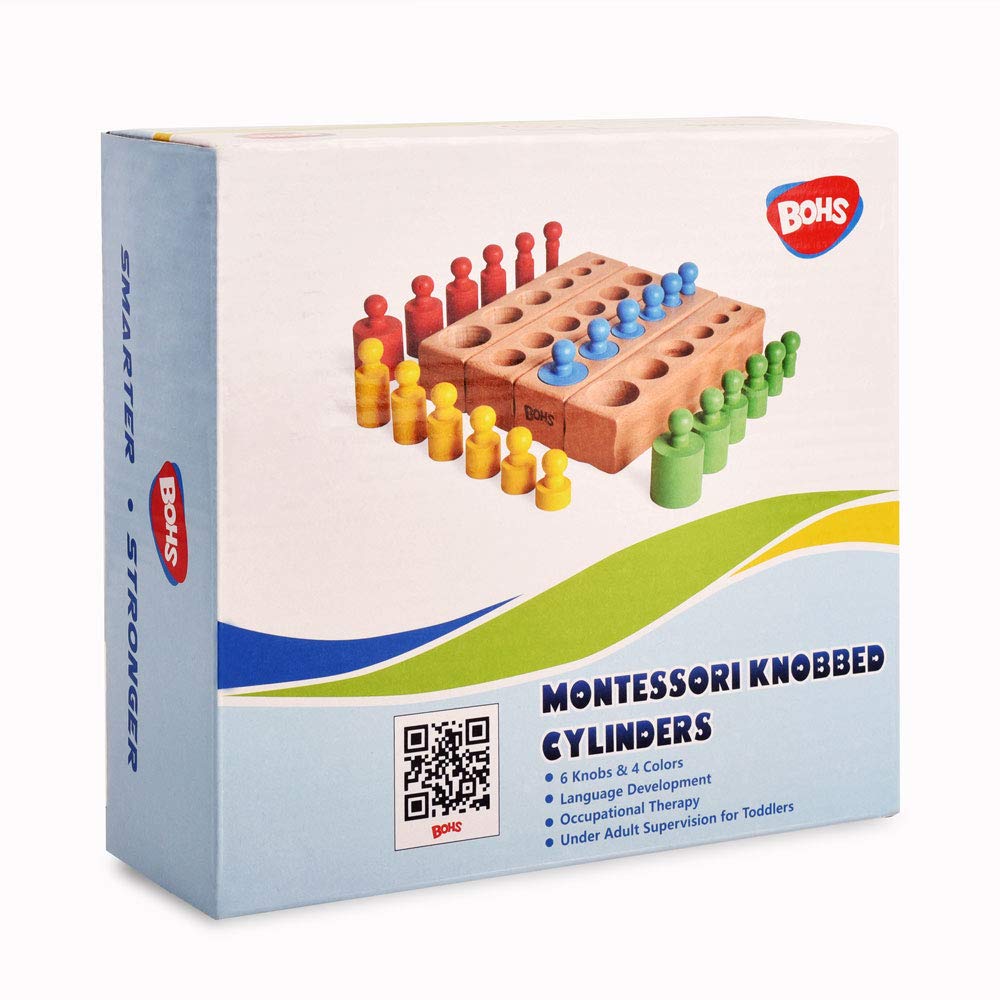 BOHS
BOHS
SMARTER • STRONGER
BOHS
MONTESSORI KNOBBED
CYLINDERS
• 6 Knobs & 4 Colors
• Language Development
• Occupational Therapy
• Under Adult Supervision for Toddlers
BOHS